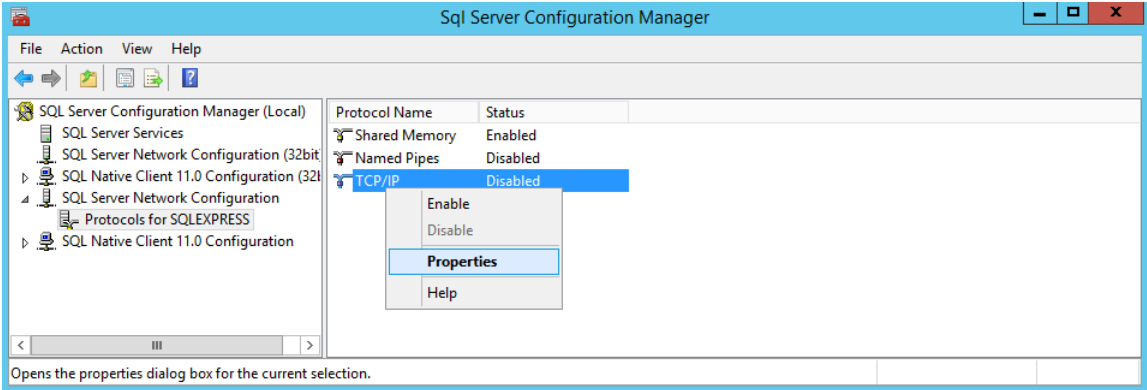 Sql Server Configuration Manager
File Action View Help
SQL Server Configuration Manager (Local)
SQL Server Services
SQL Server Network Configuration (32bit
SQL Native Client 11.0 Configuration (32b
SQL Server Network Configuration
Protocols for SQLEXPRESS
SQL Native Client 11.0 Configuration
Protocol Name Status
Shared Memory Enabled
Named Pipes Disabled
TCP/IP Disabled
Enable
Disable
Properties
Help
Opens the properties dialog box for the current selection.